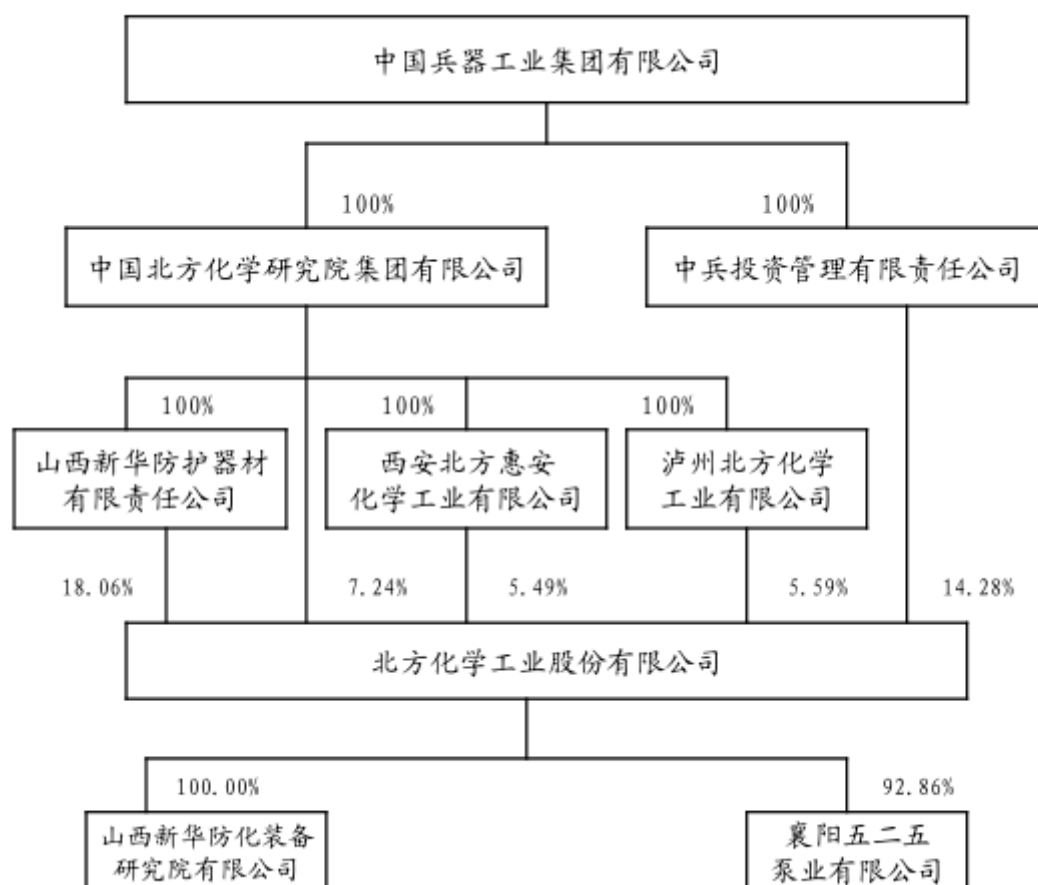 中国兵器工业集团有限公司
100% 100%
中国北方化学研究院集团有限公司 中兵投资管理有限责任公司
100% 100% 100%
山西新华防护器材
有限责任公司
西安北方惠安
化学工业有限公司
泸州北方化学
工业有限公司
18.06% 7.24% 5.49% 5.59% 14.28%
北方化学工业股份有限公司
100.00% 92.86%
山西新华防化装备
研究院有限公司
襄阳五二五
泵业有限公司